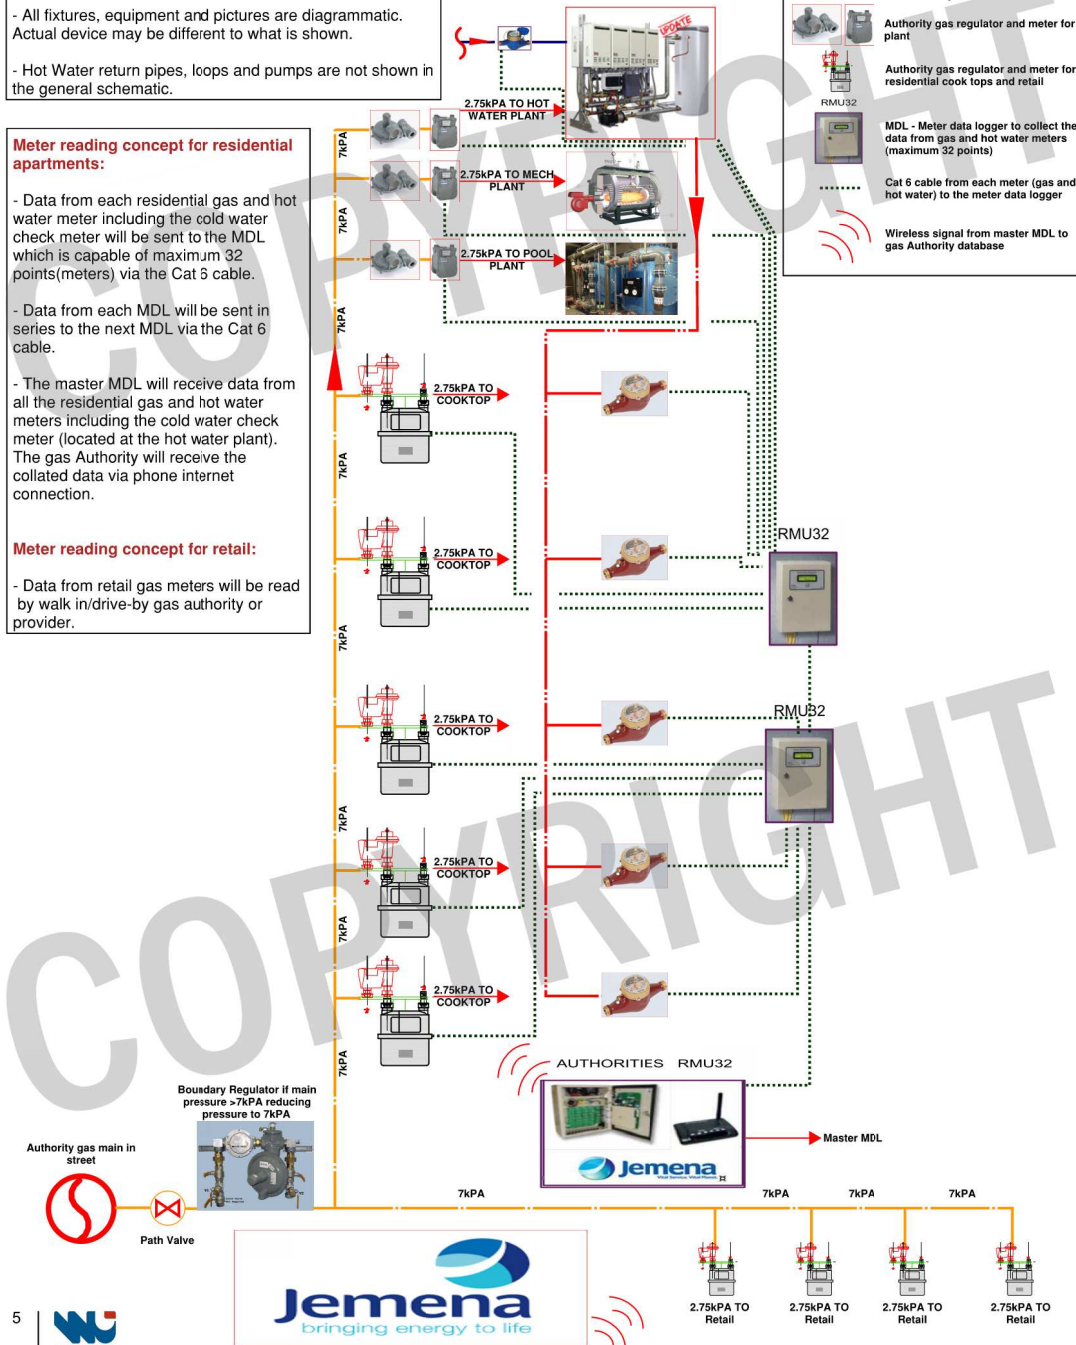 - All fixtures, equipment and pictures are diagrammatic.
Actual device may be different to what is shown.
- Hot Water return pipes, loops and pumps are not shown in
the general schematic.
Meter reading concept for residential
apartments:
- Data from each residential gas and hot
water meter including the cold water
check meter will be sent to the MDL
which is capable of maximum 32
points(meters) via the Cat 6 cable.
- Data from each MDL will be sent in
series to the next MDL via the Cat 6
cable.
- The master MDL will receive data from
all the residential gas and hot water
meters including the cold water check
meter (located at the hot water plant).
The gas Authority will receive the
collated data via phone internet
connection.
Meter reading concept for retail:
- Data from retail gas meters will be read
by walk in/drive-by gas authority or
provider.
UPDATE
Authority gas regulator and meter for
plant
Authority gas regulator and meter for
residential cook tops and retail
RMU32
MDL - Meter data logger to collect the
data from gas and hot water meters
(maximum 32 points)
Cat 6 cable from each meter (gas and
hot water) to the meter data logger
Wireless signal from master MDL to
gas Authority database
2.75kPA TO HOT
WATER PLANT
7kPA
2.75kPA TO MECH
PLANT
7kPA
2.75kPA TO POOL
PLANT
7kPA
2.75kPA TO
COOKTOP
7kPA
2.75kPA TO
COOKTOP
RMU32
7kPA
2.75kPA TO
COOKTOP
RMU32
7kPA
2.75kPA TO
COOKTOP
7kPA
2.75kPA TO
COOKTOP
7kPA
COPYRIGHT
COPYRIGHT
AUTHORITIES RMU32
Jemena
Vital Service. Vital Planet.
Master MDL
Boundary Regulator if main
pressure >7kPA reducing
pressure to 7kPA
Authority gas main in
street
Path Valve
7kPA
7kPA
7kPA
7kPA
2.75kPA TO
Retail
2.75kPA TO
Retail
2.75kPA TO
Retail
2.75kPA TO
Retail
Jemena
bringing energy to life
5